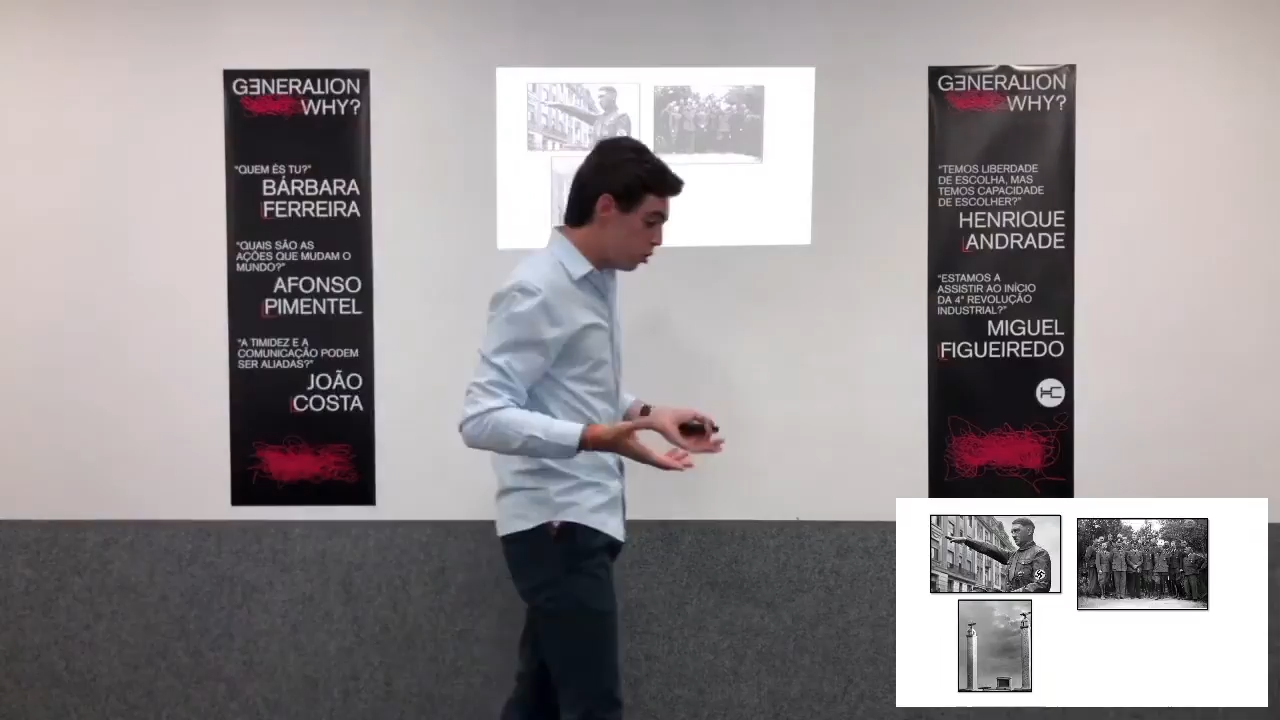 GENERATION
WHY?
"QUEM ÉS TU?"
BÁRBARA
FERREIRA
"QUAIS SÃO AS
AÇÕES QUE MUDAM O
MUNDO?"
AFONSO
PIMENTEL
"A TIMIDEZ E A
COMUNICAÇÃO PODEM
SER ALIADAS?"
JOÃO
COSTA
GENERATION
WHY?
"TEMOS LIBERDADE
DE ESCOLHA, MAS
TEMOS CAPACIDADE
DE ESCOLHER?"
HENRIQUE
ANDRADE
"ESTAMOS A
ASSISTIR AO INÍCIO
DA 4ª REVOLUÇÃO
INDUSTRIAL?"
MIGUEL
FIGUEIREDO